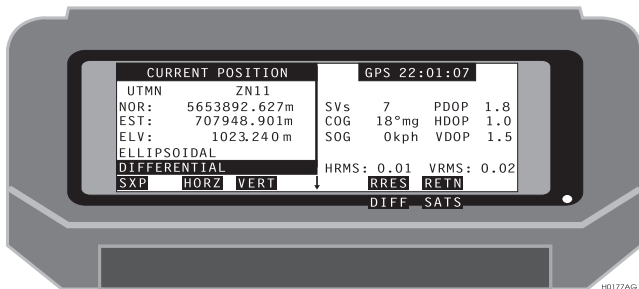 CURRENT POSITION GPS 22:01:07
UTMN ZN11
NOR: 5653892.627m SVs 7 PDOP 1.8
EST: 707948.901m COG 18°mg HDOP 1.0
ELV: 1023.240m SOG 0kph VDOP 1.5
ELLIPSOIDAL
DIFFERENTIAL HRMS: 0.01 VRMS: 0.02
SXP HORZ VERT ↓ RRES RETN
DIFF SATS
H0177AG